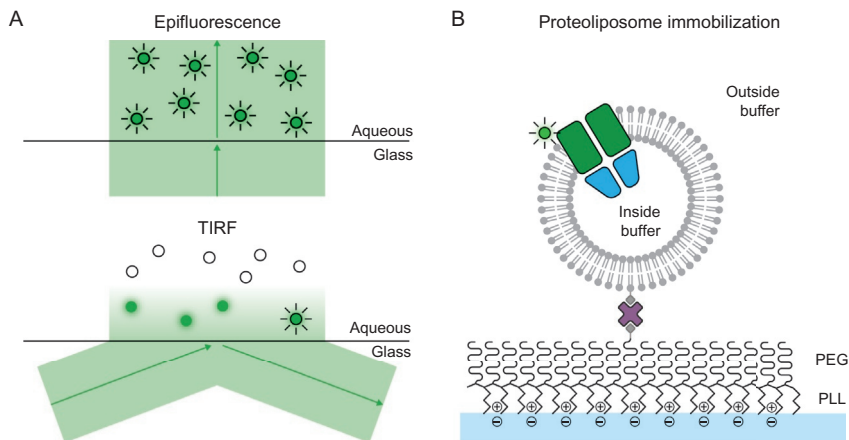 A
Epifluorescence
Aqueous
Glass
TIRF
Aqueous
Glass
B
Proteoliposome immobilization
Outside
buffer
Inside
buffer
PEG
PLL
+ + + + + + + + +
− − − − − − − − −